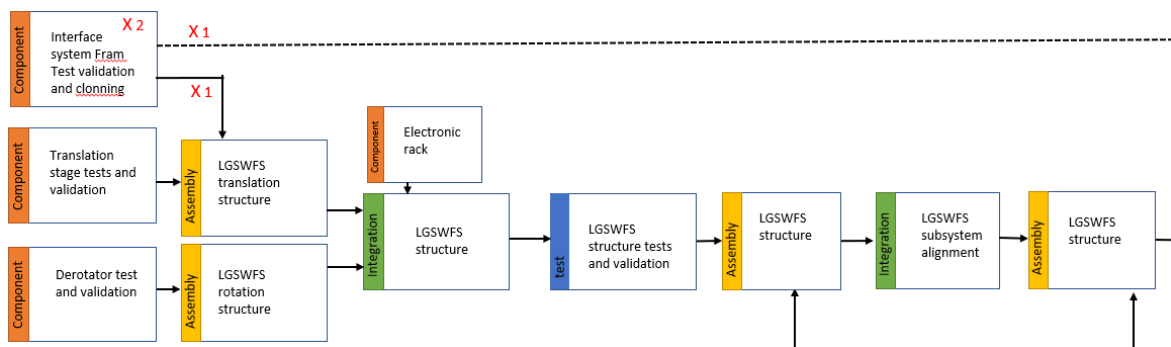 Component
Interface
system Fram
Test validation
and clonning
X 2
X 1
X 1
Component
Translation
stage tests and
validation
Assembly
LGSWFS
translation
structure
Component
Electronic
rack
Integration
LGSWFS
structure
test
LGSWFS
structure tests
and validation
Assembly
LGSWFS
structure
Integration
LGSWFS
subsystem
alignment
Assembly
LGSWFS
structure
Component
Derotator test
and validation
Assembly
LGSWFS
rotation
structure